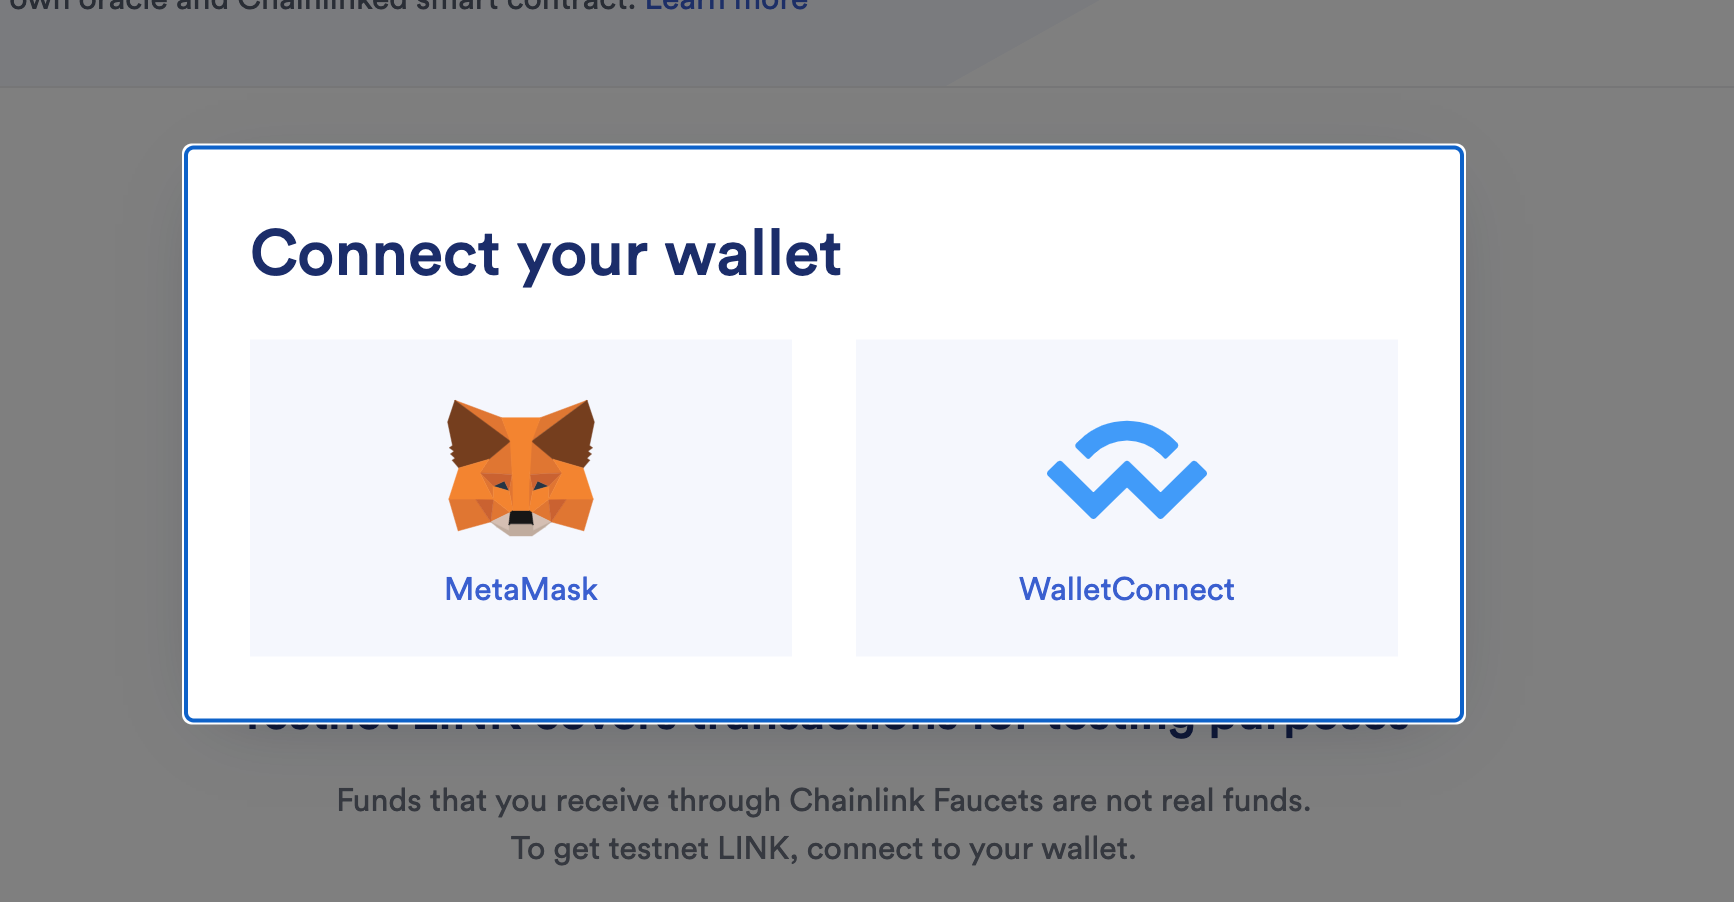 own oracle and Chainlinked smart contract. Learn more
Connect your wallet
MetaMask
WalletConnect
Testnet LINK covers transactions for testing purposes
Funds that you receive through Chainlink Faucets are not real funds.
To get testnet LINK, connect to your wallet.